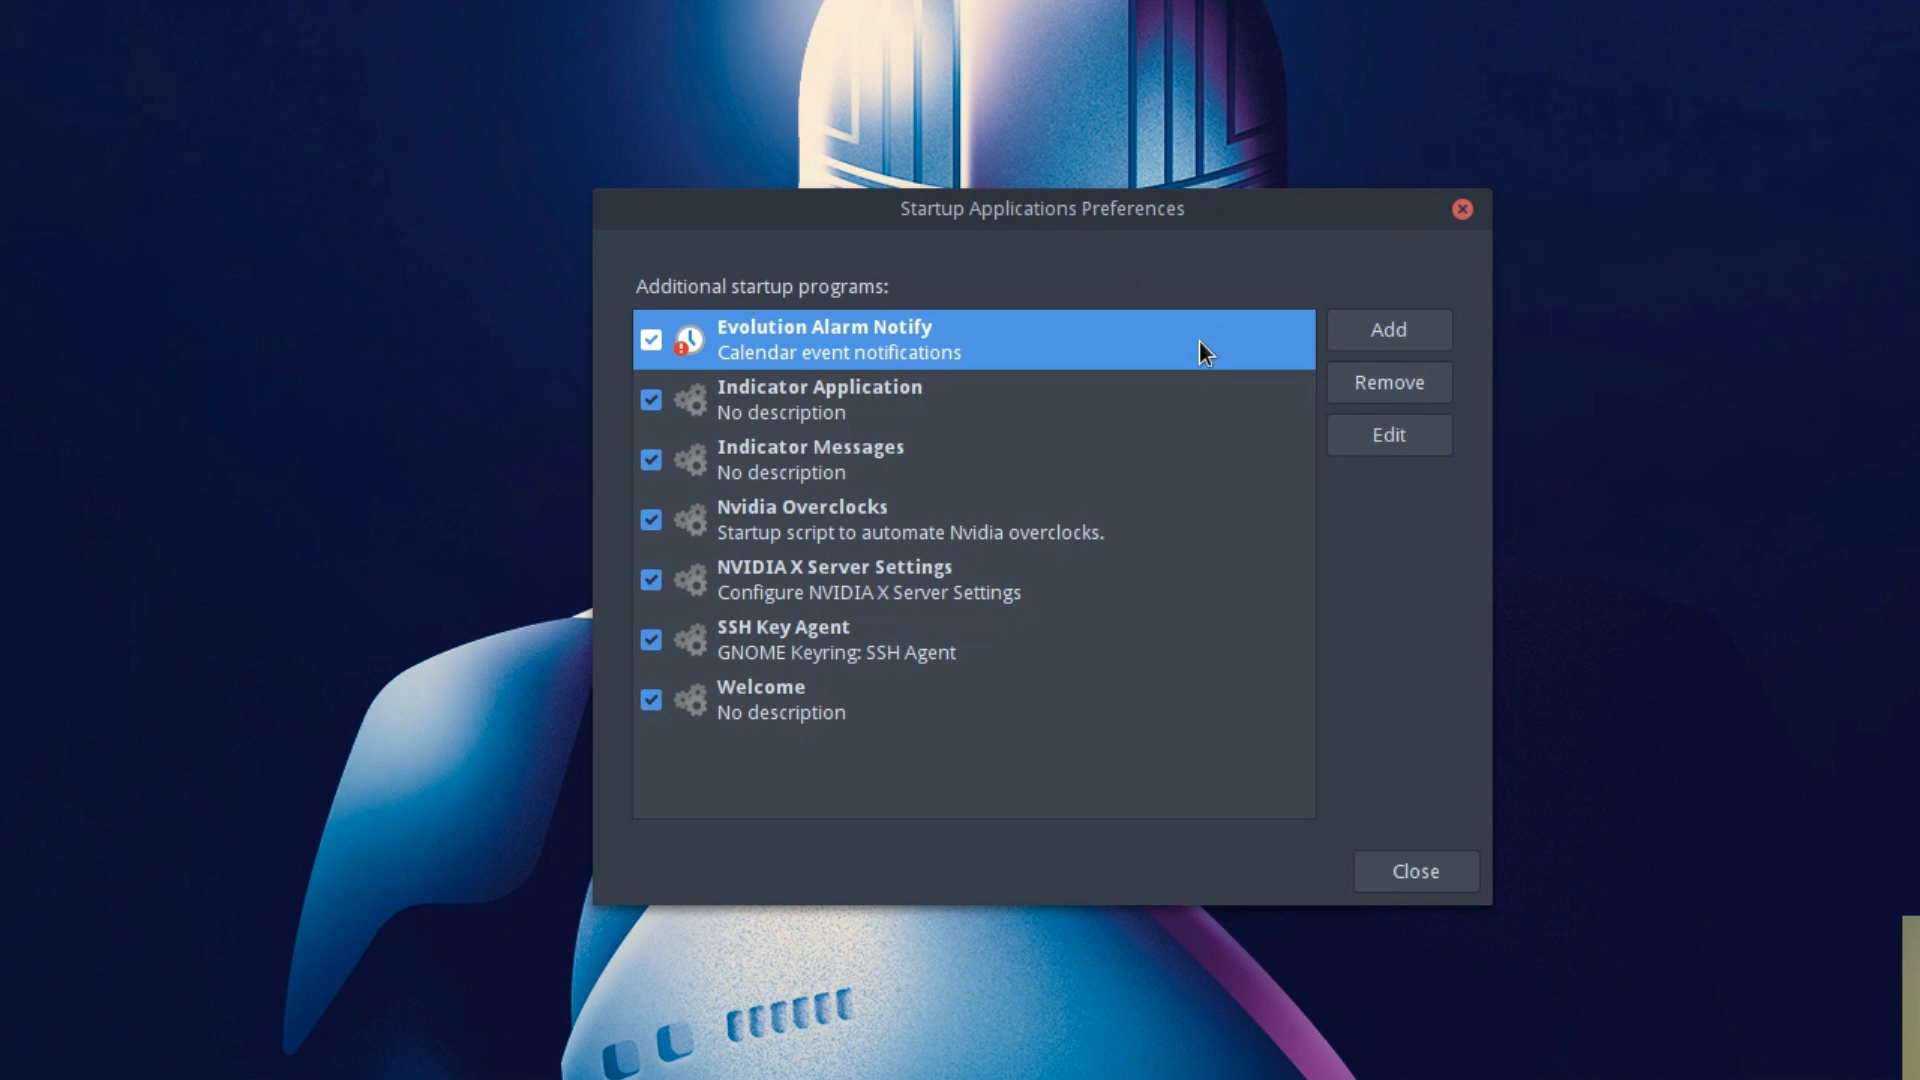 Startup Applications Preferences
Additional startup programs:
Evolution Alarm Notify
Calendar event notifications
Indicator Application
No description
Indicator Messages
No description
Nvidia Overclocks
Startup script to automate Nvidia overclocks.
NVIDIA X Server Settings
Configure NVIDIA X Server Settings
SSH Key Agent
GNOME Keyring: SSH Agent
Welcome
No description
Add
Remove
Edit
Close